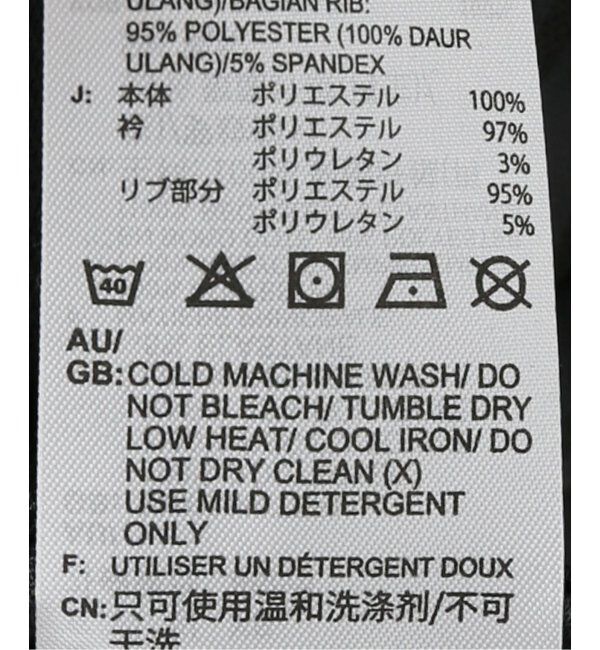 ULANG)/BAGIAN RIB:
95% POLYESTER (100% DAUR
ULANG)/5% SPANDEX
J: 本体 ポリエステル 100%
衿 ポリエステル 97%
ポリウレタン 3%
リブ部分 ポリエステル 95%
ポリウレタン 5%
40
AU/
GB: COLD MACHINE WASH/ DO
NOT BLEACH/ TUMBLE DRY
LOW HEAT/ COOL IRON/ DO
NOT DRY CLEAN (X)
USE MILD DETERGENT
ONLY
F: UTILISER UN DÉTERGENT DOUX
CN: 只可使用温和洗涤剂/不可
干洗